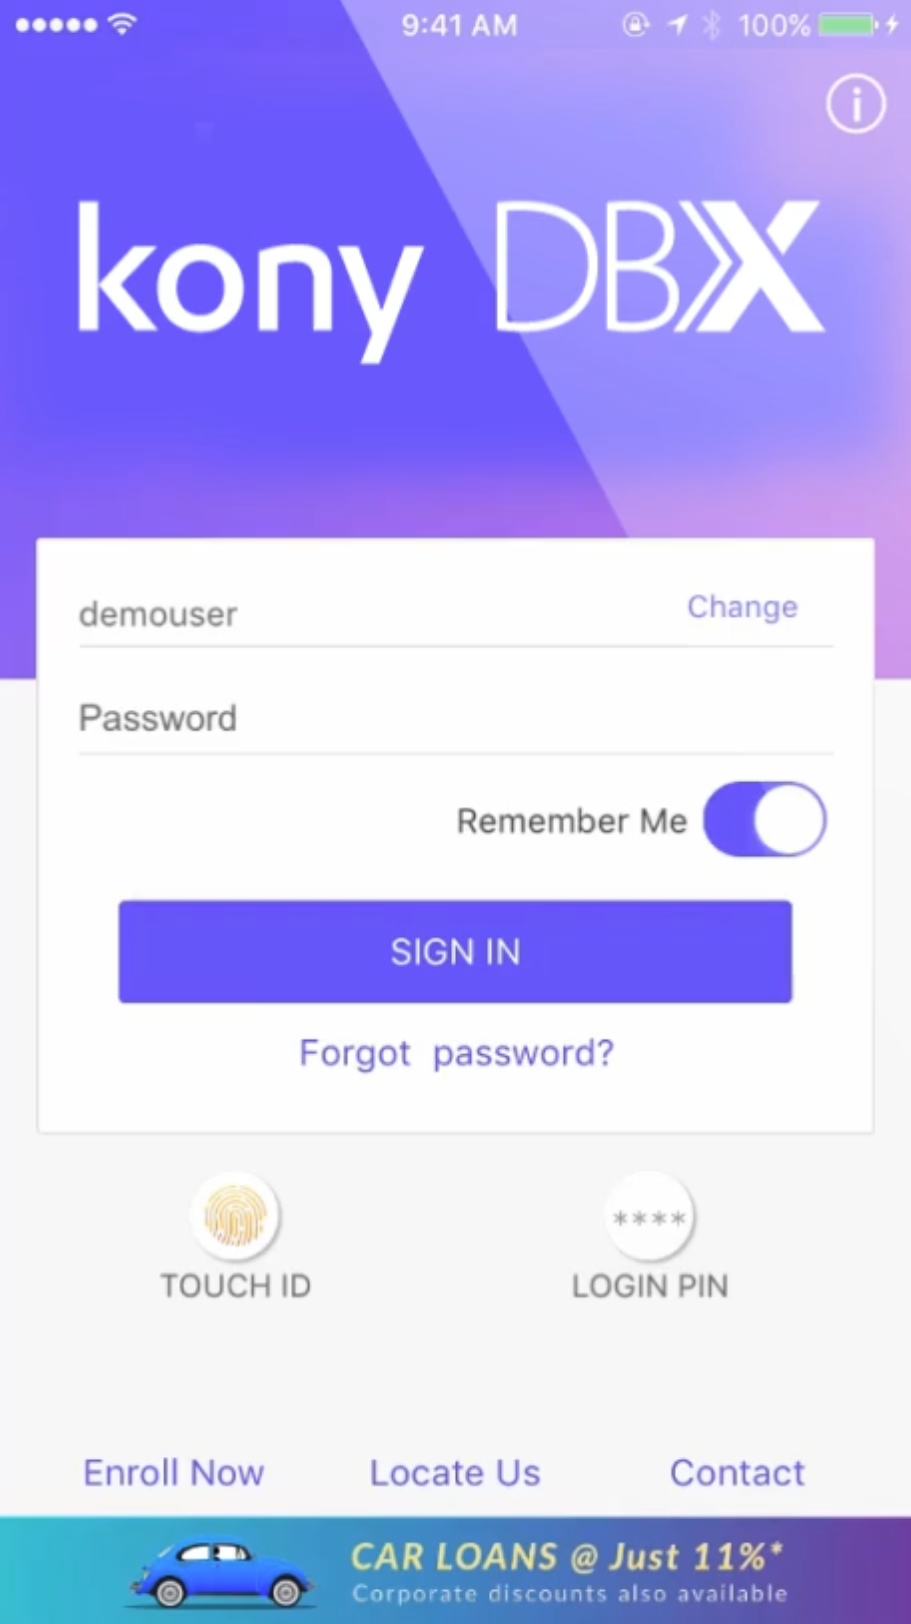 9:41 AM 100%
kony DBX
demouser Change
Password
Remember Me
SIGN IN
Forgot password?
****
TOUCH ID LOGIN PIN
Enroll Now Locate Us Contact
CAR LOANS @ Just 11%*
Corporate discounts also available